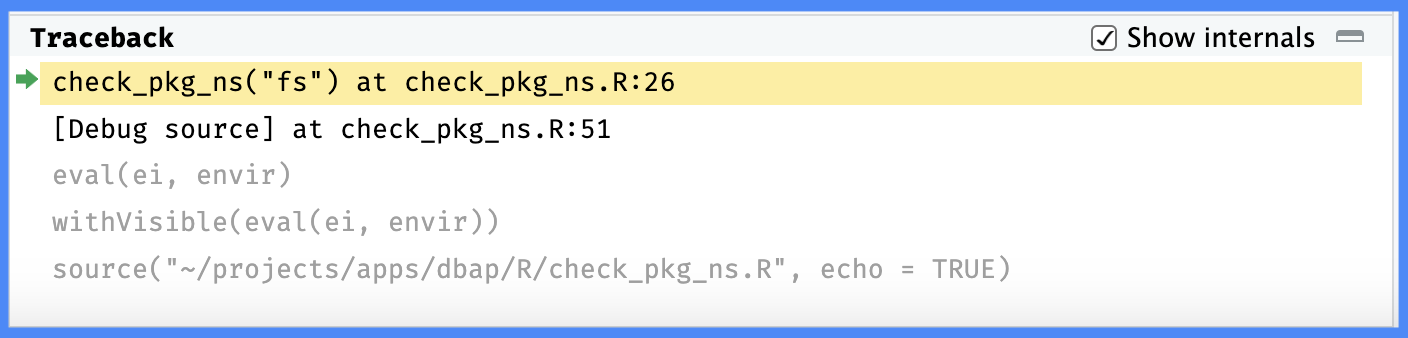 Traceback
Show internals
check_pkg_ns("fs") at check_pkg_ns.R:26
[Debug source] at check_pkg_ns.R:51
eval(ei, envir)
withVisible(eval(ei, envir))
source("~/projects/apps/dbap/R/check_pkg_ns.R", echo = TRUE)